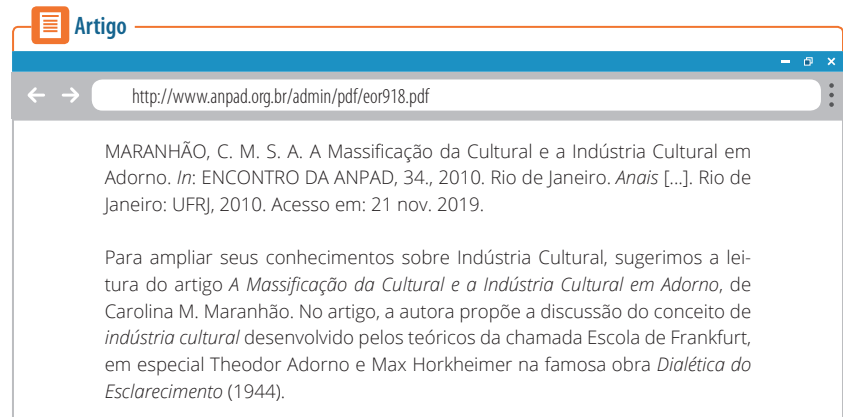 Artigo
http://www.anpad.org.br/admin/pdf/eor918.pdf
MARANHÃO, C. M. S. A. A Massificação da Cultural e a Indústria Cultural em
Adorno. In: ENCONTRO DA ANPAD, 34., 2010. Rio de Janeiro. Anais [...]. Rio de
Janeiro: UFRJ, 2010. Acesso em: 21 nov. 2019.
Para ampliar seus conhecimentos sobre Indústria Cultural, sugerimos a lei-
tura do artigo A Massificação da Cultural e a Indústria Cultural em Adorno, de
Carolina M. Maranhão. No artigo, a autora propõe a discussão do conceito de
indústria cultural desenvolvido pelos teóricos da chamada Escola de Frankfurt,
em especial Theodor Adorno e Max Horkheimer na famosa obra Dialética do
Esclarecimento (1944).